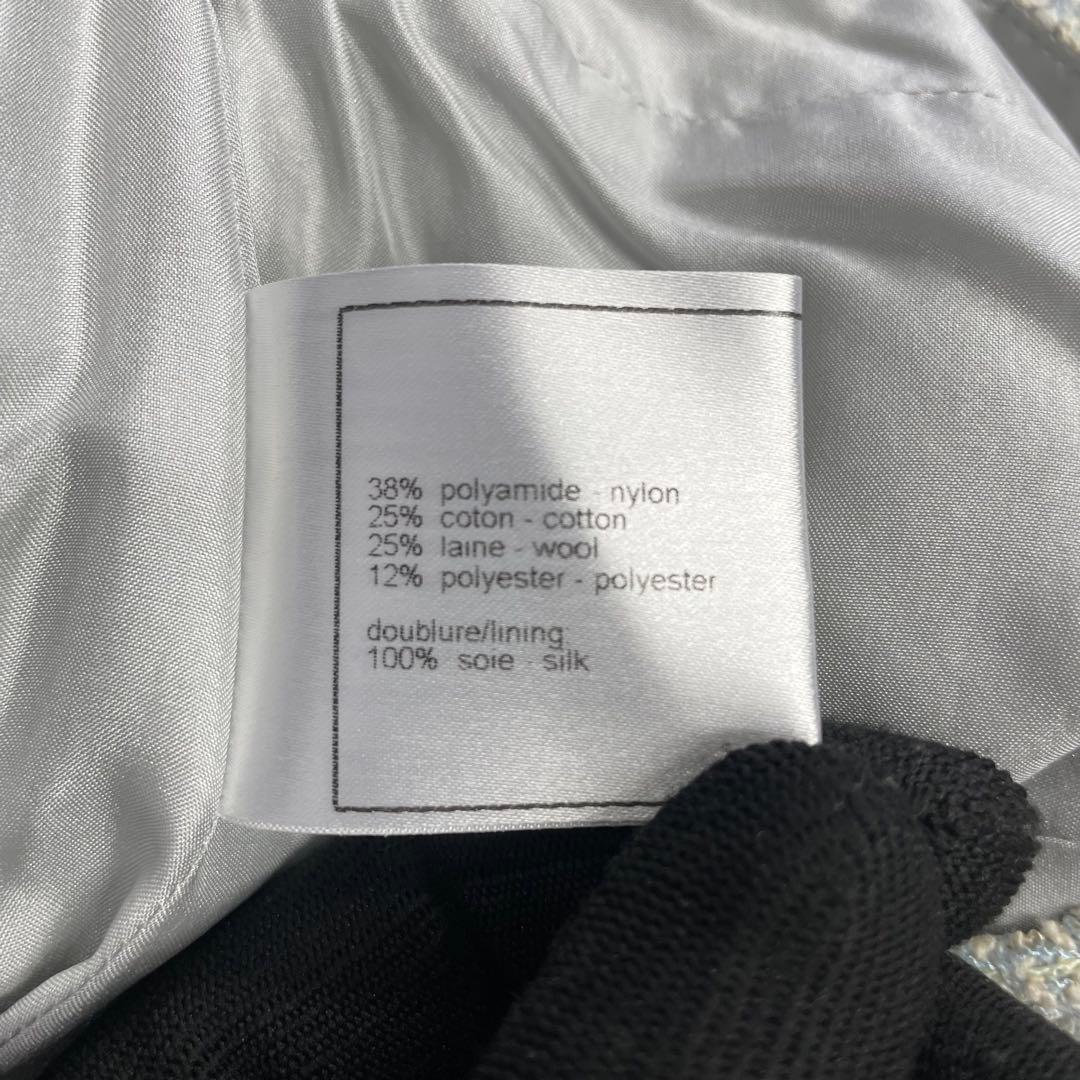 38% polyamide - nylon
25% coton - cotton
25% laine - wool
12% polyester - polyester
doublure/lining:
100% soie - silk